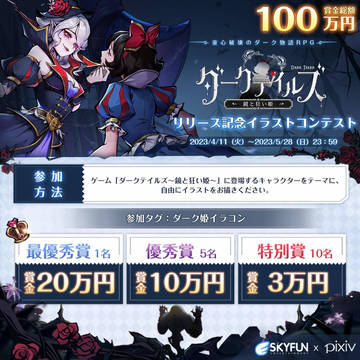 賞金総額
100万円
童心破壊のダーク物語RPG
DARK TALES
ダークテイルズ
~鏡と狂い姫~
リリース記念イラストコンテスト
2023/4/11（火）~2023/5/28（日）23：59
参加方法
ゲーム「ダークテイルズ~鏡と狂い姫~」に登場するキャラクターをテーマに、
自由にイラストをお描きください。
参加タグ：ダーク姫イラコン
最優秀賞 1名
賞金20万円
優秀賞 5名
賞金10万円
特別賞 10名
賞金3万円
SKYFUN × pixiv